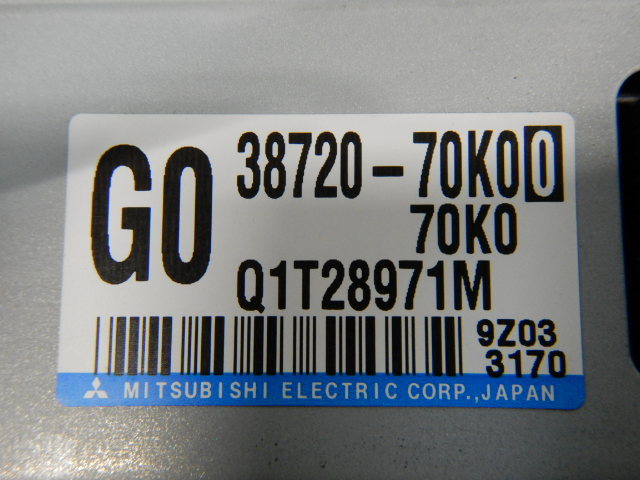 G0
38720-70K00
70K0
Q1T28971M
9Z03
3170
MITSUBISHI ELECTRIC CORP.,JAPAN